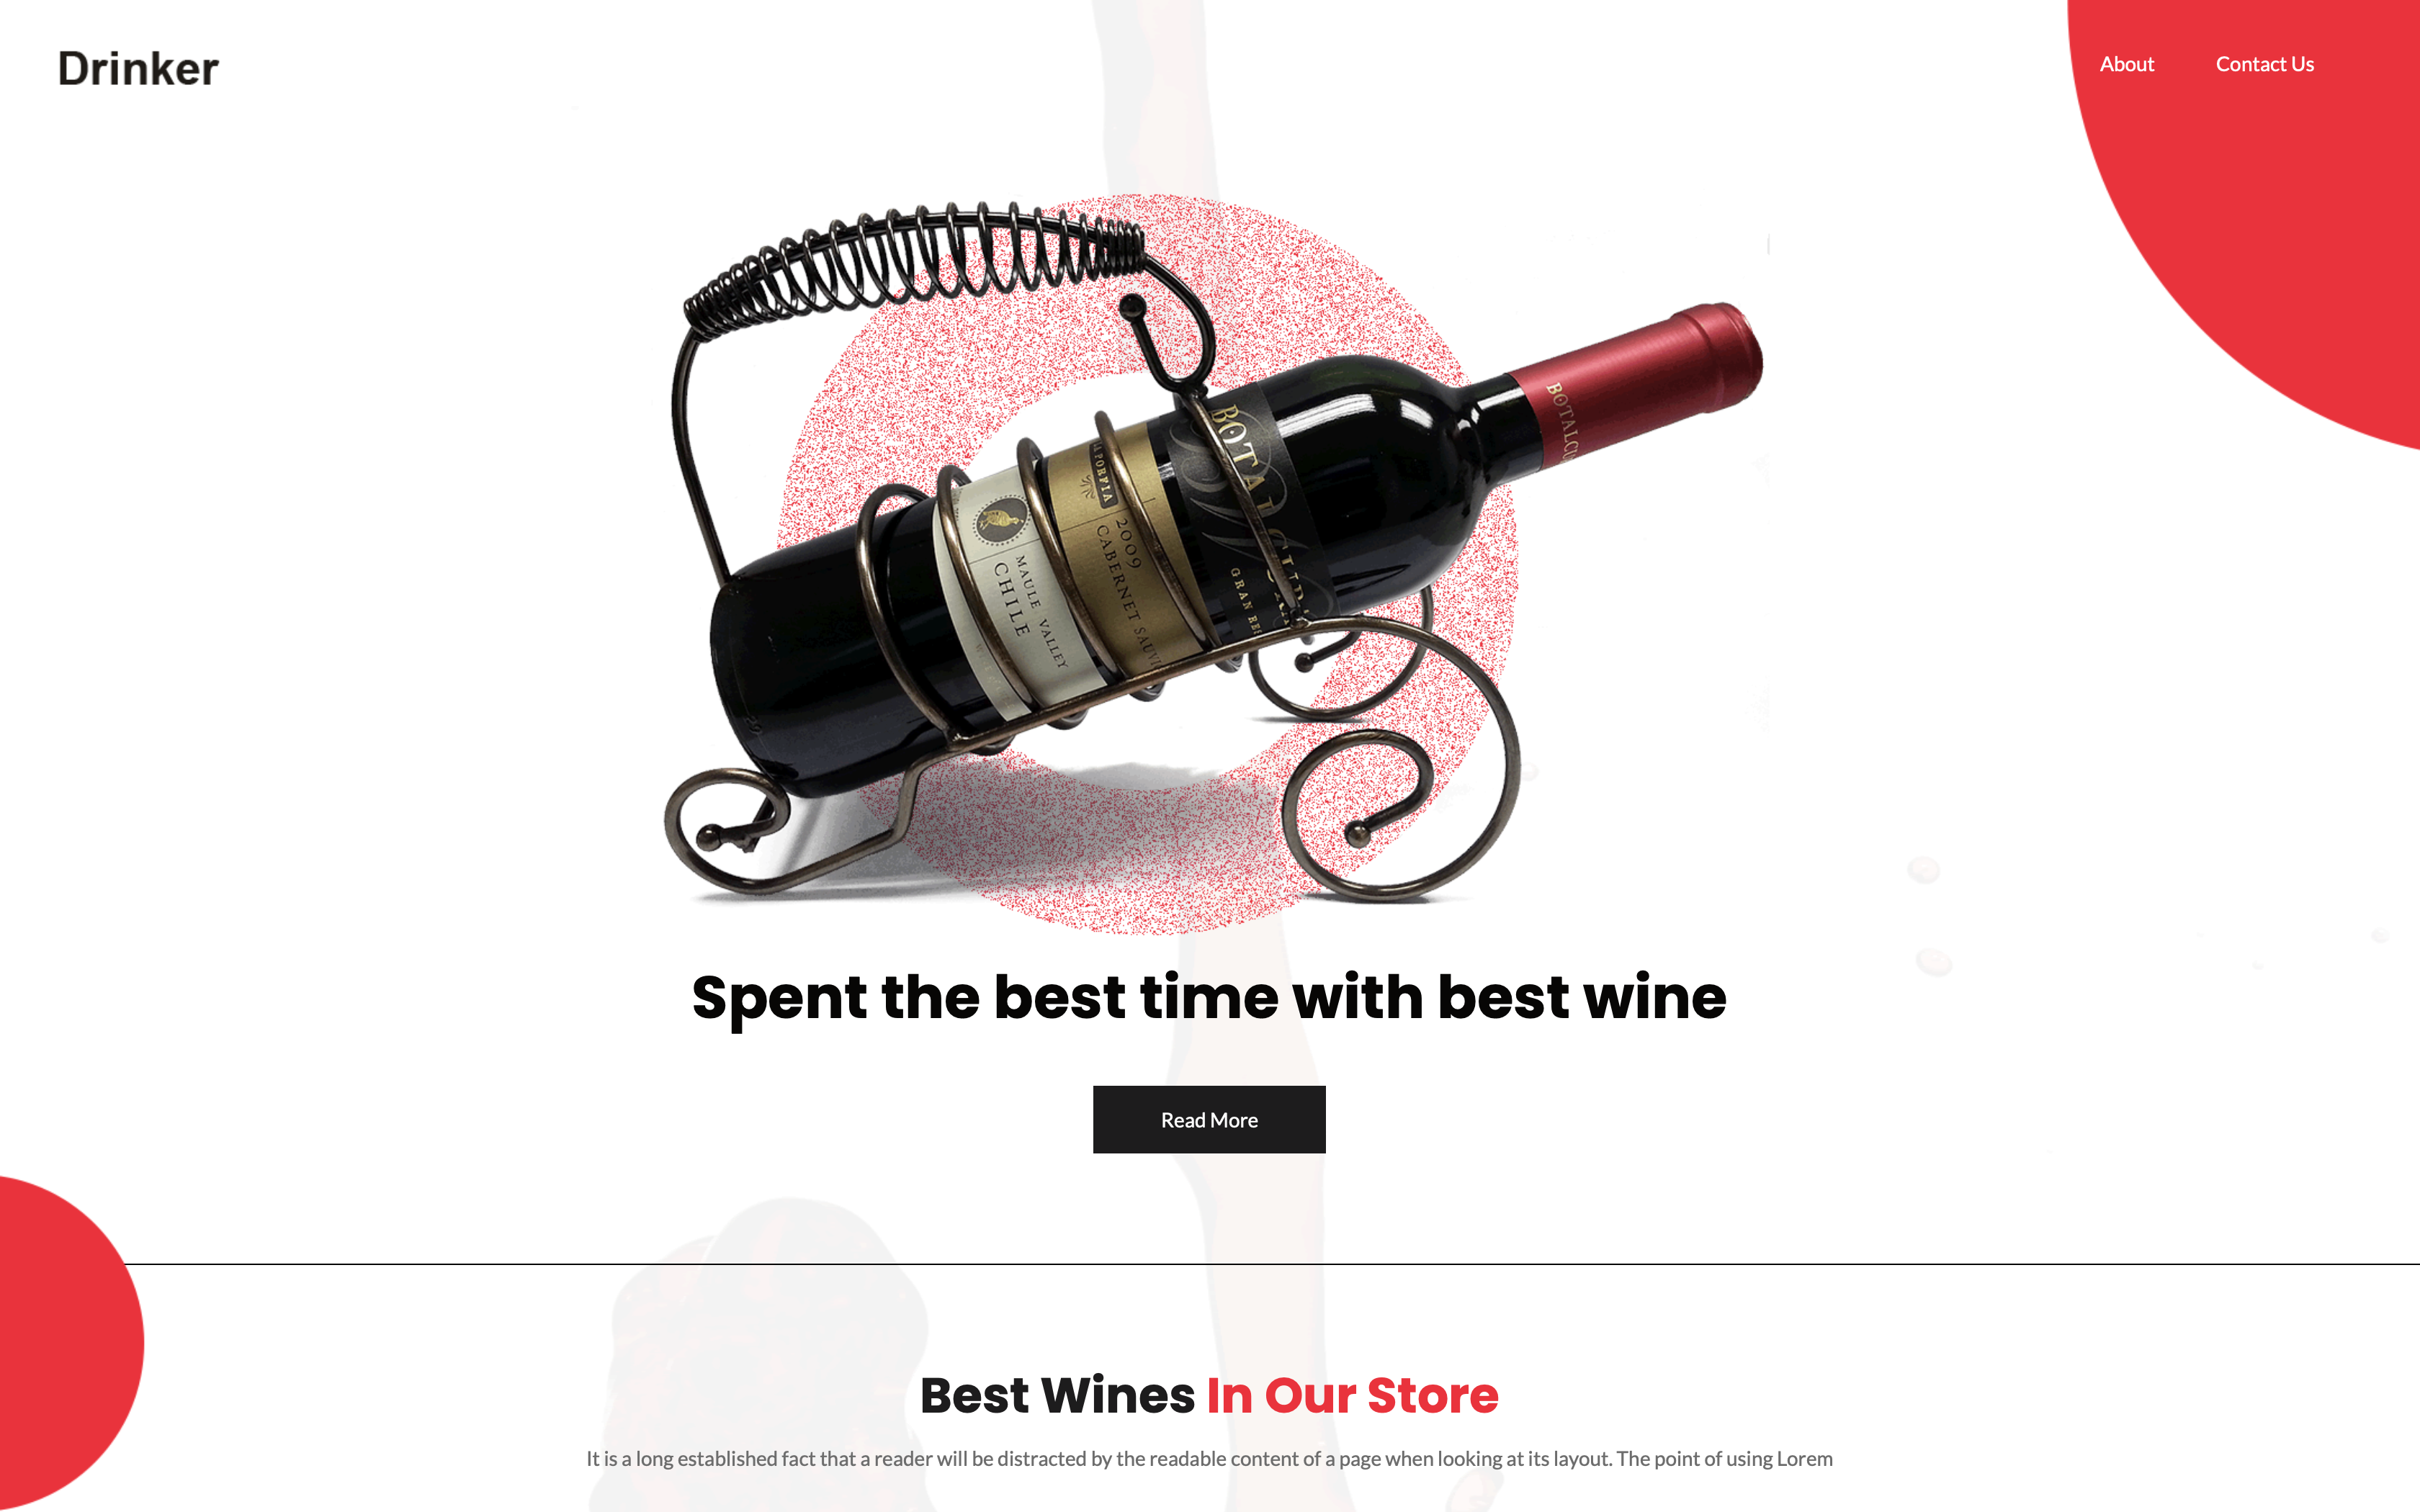 Drinker
About Contact Us
BOTALCU
BOTALCURA
GRAN RE
2009
CABERNET SAUVI
MAULE VALLEY
CHILE
Spent the best time with best wine
Read More
Best Wines In Our Store
It is a long established fact that a reader will be distracted by the readable content of a page when looking at its layout. The point of using Lorem